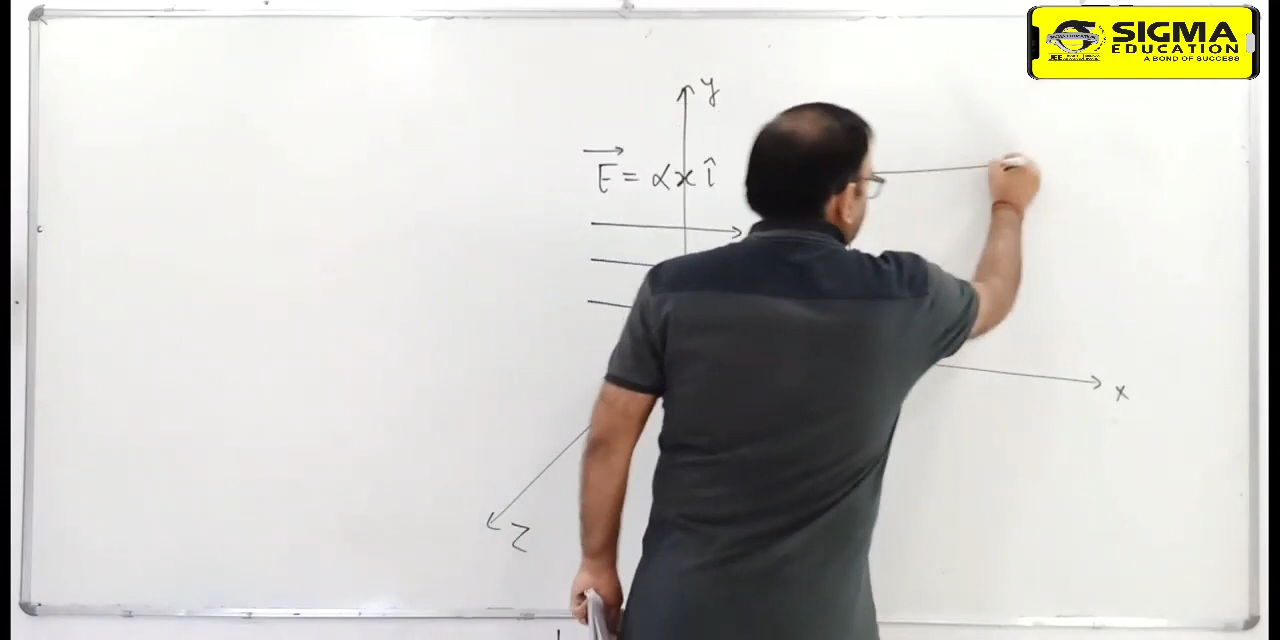 SIGMA
EDUCATION
A BOND OF SUCCESS
y
E⃗ = αx î
x
z